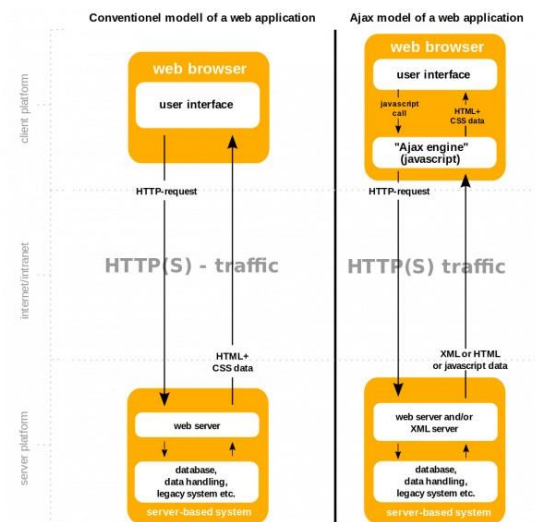 Conventionel modell of a web application
web browser
user interface
HTTP-request
HTTP(S) - traffic
HTML+
CSS data
web server
database,
data handling,
legacy system etc.
server-based system
Ajax model of a web application
web browser
user interface
javascript
call
HTML+
CSS data
"Ajax engine"
(javascript)
HTTP-request
HTTP(S) traffic
XML or HTML
or javascript data
web server and/or
XML server
database,
data handling,
legacy system etc.
server-based system
client platform
internet/intranet
server platform